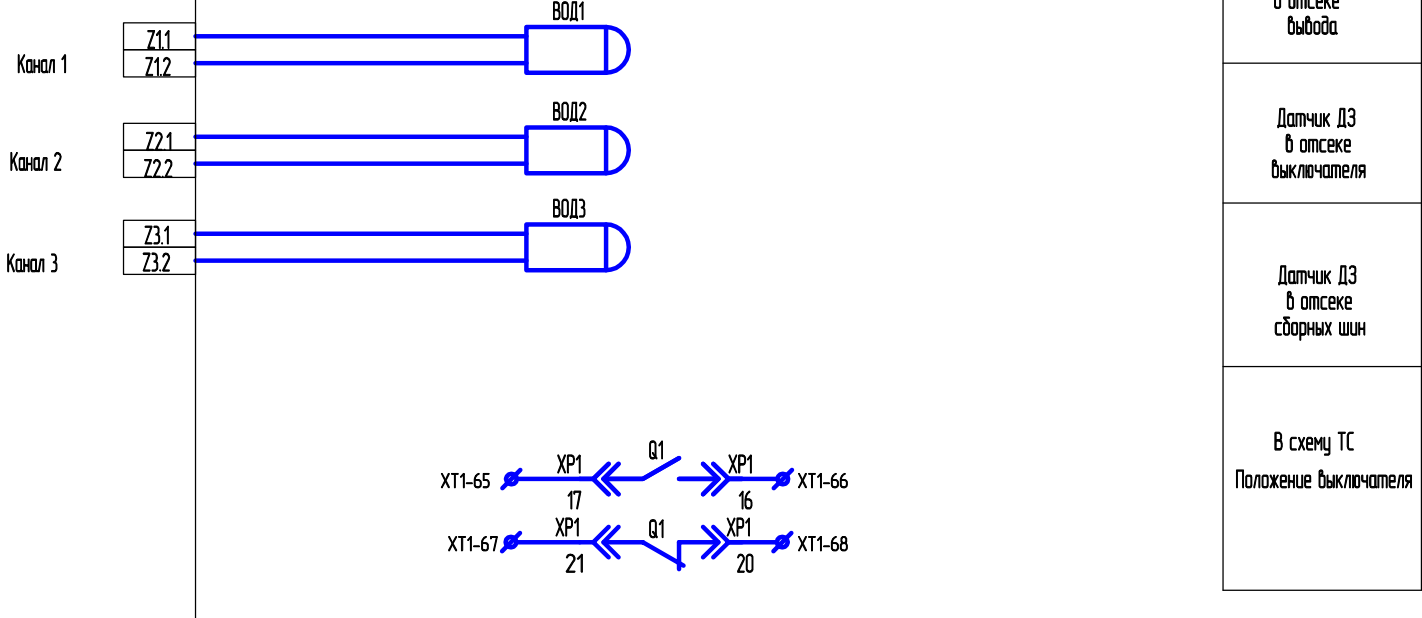 ВОД1
Z1.1
Z1.2
Канал 1
ВОД2
Z2.1
Z2.2
Канал 2
ВОД3
Z3.1
Z3.2
Канал 3
в отсеке
вывода
Датчик ДЗ
в отсеке
выключателя
Датчик ДЗ
в отсеке
сборных шин
В схему ТС
Положение выключателя
XT1-65
XP1
17
Q1
XP1
16
XT1-66
XT1-67
XP1
21
Q1
XP1
20
XT1-68